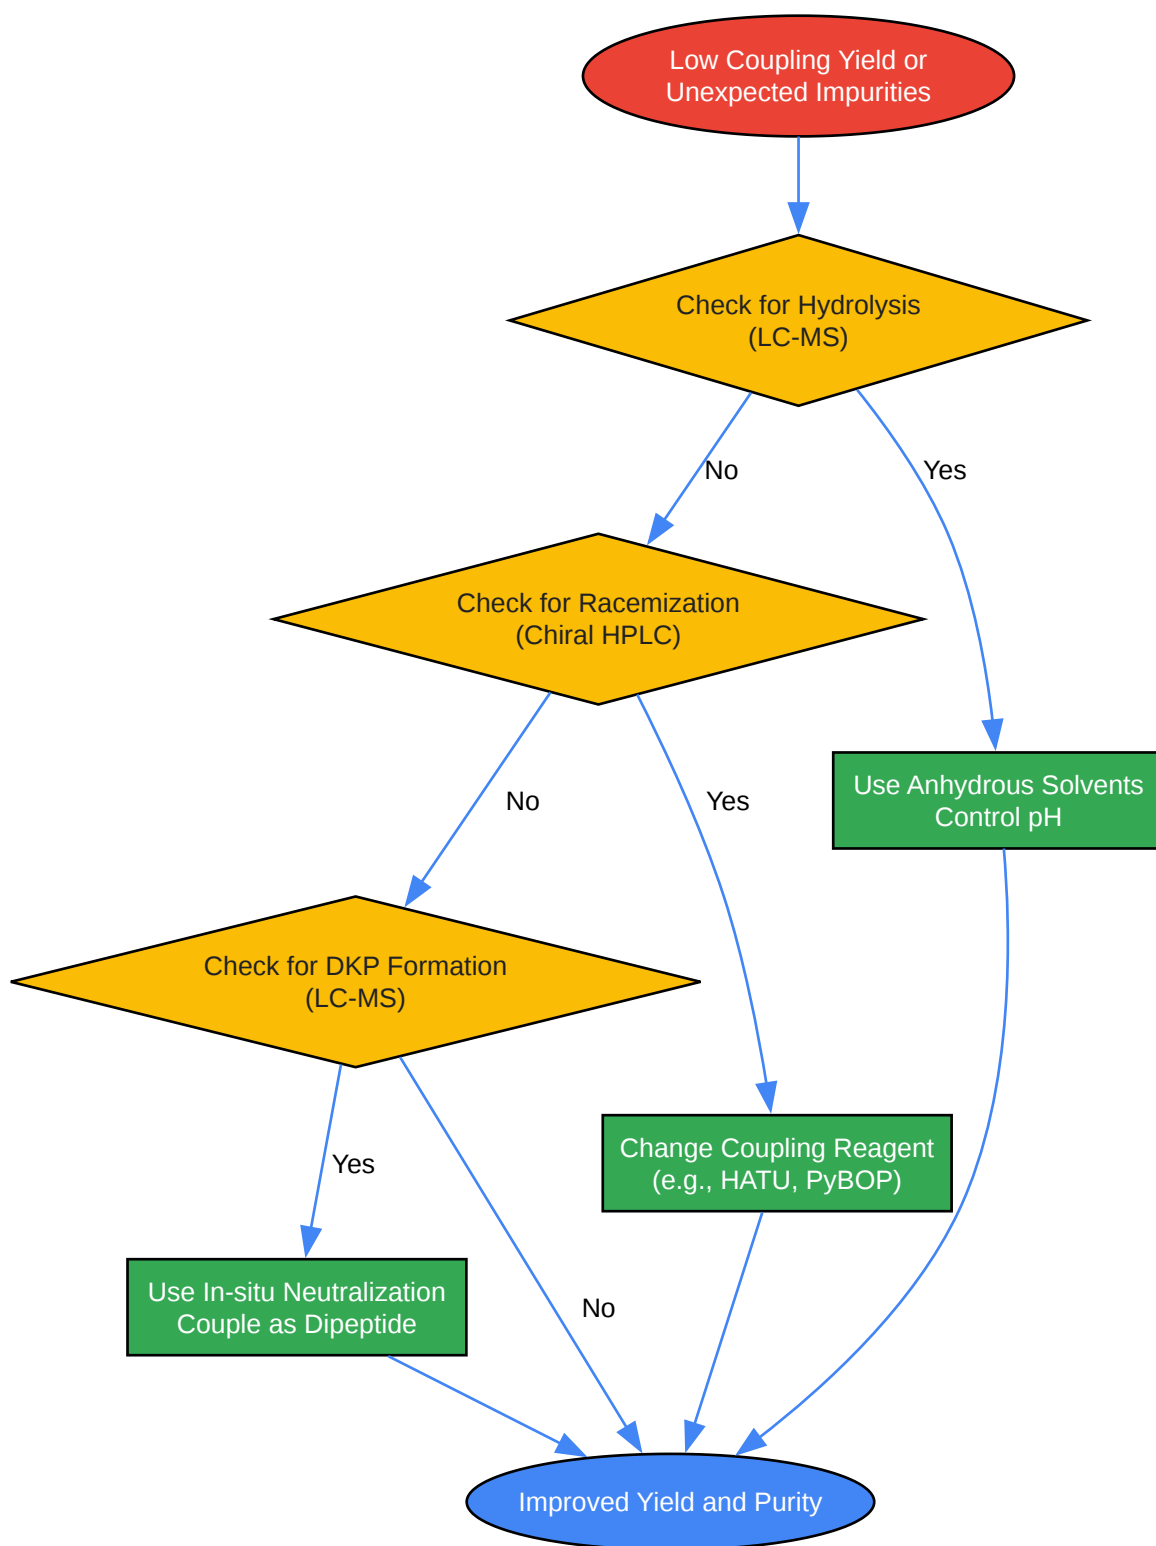 Low Coupling Yield or
Unexpected Impurities
Check for Hydrolysis
(LC-MS)
No
Yes
Check for Racemization
(Chiral HPLC)
No
Yes
Use Anhydrous Solvents
Control pH
Check for DKP Formation
(LC-MS)
Yes
No
Change Coupling Reagent
(e.g., HATU, PyBOP)
Use In-situ Neutralization
Couple as Dipeptide
Improved Yield and Purity